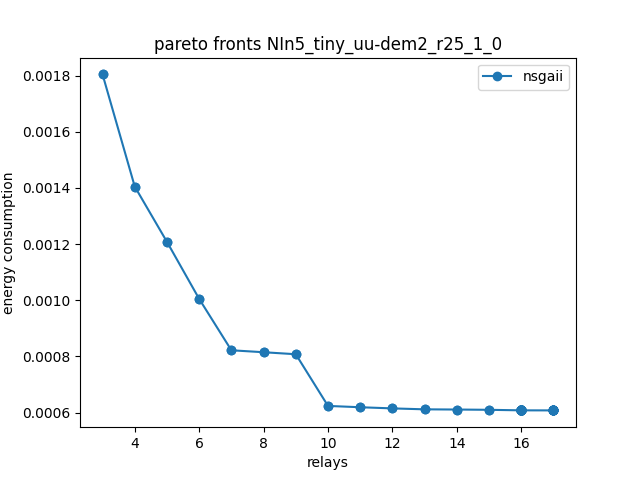 pareto fronts NIn5_tiny_uu-dem2_r25_1_0
nsgaii
energy consumption
0.0018
0.0016
0.0014
0.0012
0.0010
0.0008
0.0006
4 6 8 10 12 14 16
relays